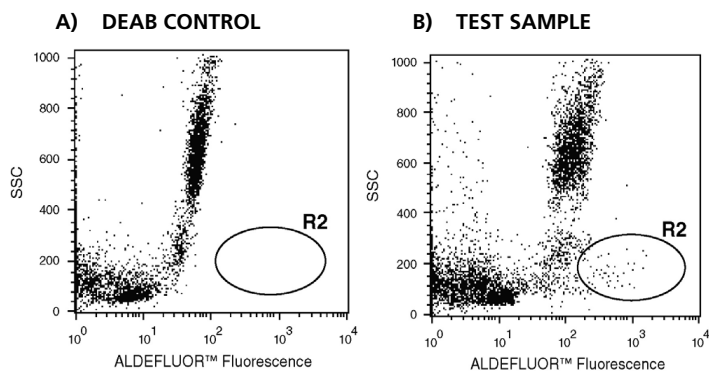 A) DEAB CONTROL
1000
800
600
400
200
0
SSC
R2
10⁰ 10¹ 10² 10³ 10⁴
ALDEFLUOR™ Fluorescence
B) TEST SAMPLE
1000
800
600
400
200
0
SSC
R2
10⁰ 10¹ 10² 10³ 10⁴
ALDEFLUOR™ Fluorescence